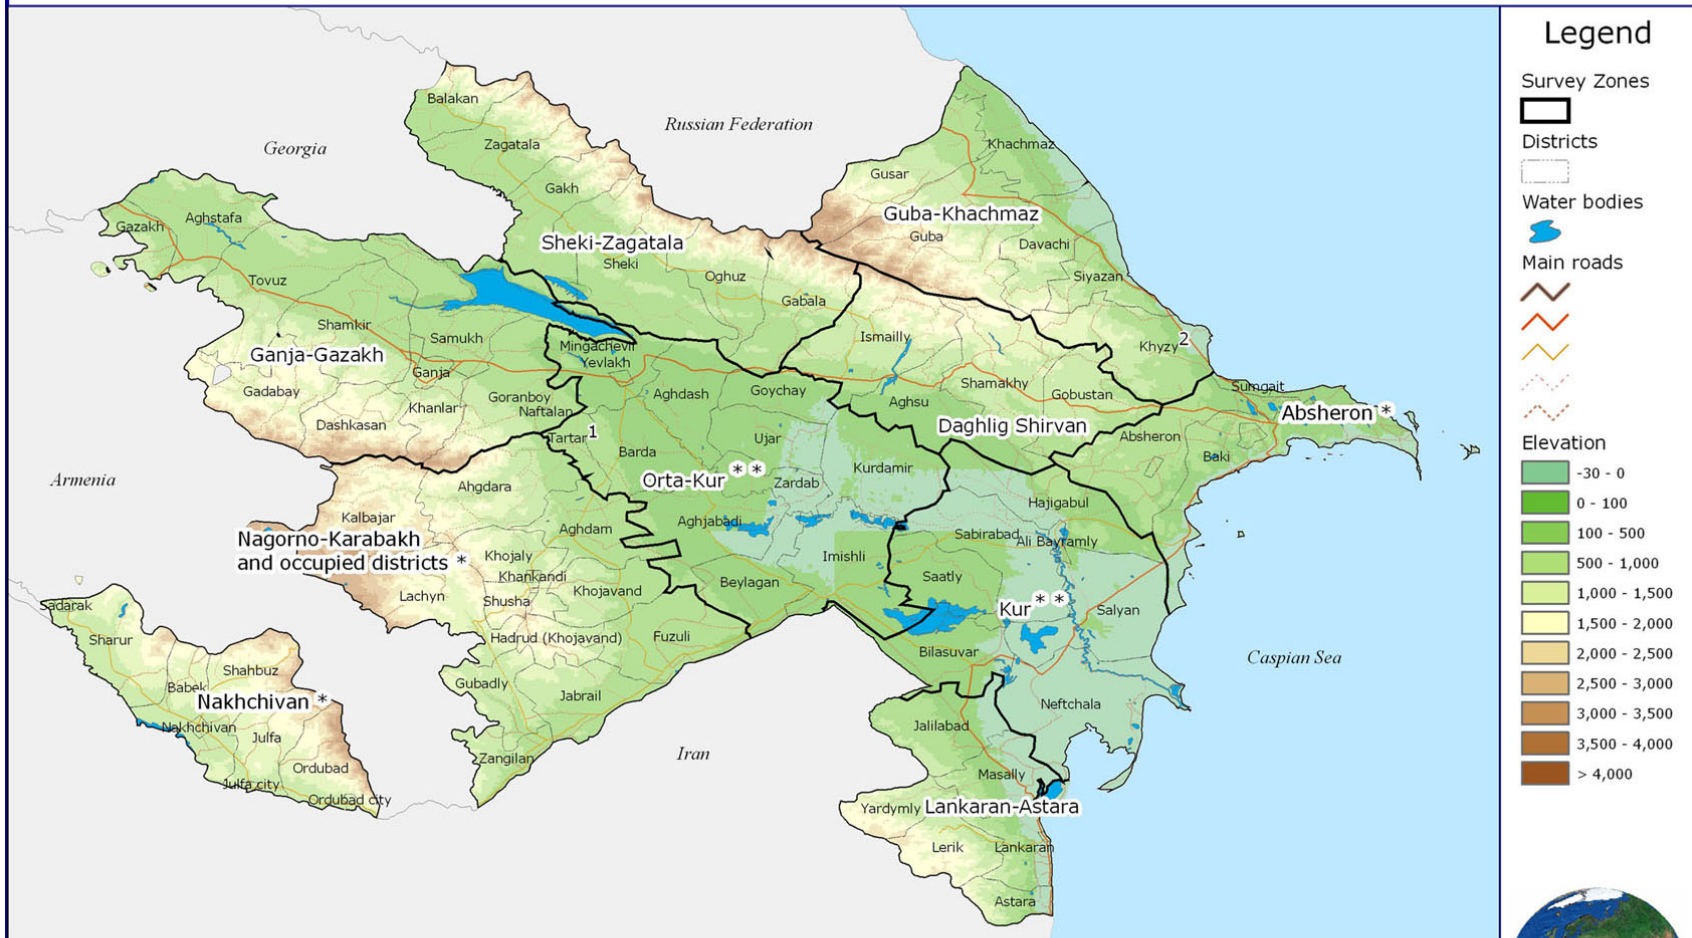 Legend
Survey Zones
Districts
Water bodies
Main roads
Elevation
-30 - 0
0 - 100
100 - 500
500 - 1,000
1,000 - 1,500
1,500 - 2,000
2,000 - 2,500
2,500 - 3,000
3,000 - 3,500
3,500 - 4,000
> 4,000
Russian Federation
Georgia
Armenia
Iran
Caspian Sea
Balakan
Zagatala
Gakh
Sheki-Zagatala
Sheki
Oghuz
Gabala
Khachmaz
Gusar
Guba-Khachmaz
Guba
Davachi
Siyazan
Khyzy
2
Gazakh
Aghstafa
Tovuz
Shamkir
Samukh
Ganja-Gazakh
Ganja
Gadabay
Khanlar
Goranboy
Naftalan
Dashkasan
Mingachevir
Yevlakh
Aghdash
Goychay
Tartar
1
Barda
Ujar
Orta-Kur **
Zardab
Kurdamir
Aghjabadi
Imishli
Beylagan
Ismailly
Shamakhy
Gobustan
Aghsu
Daghlig Shirvan
Sumgait
Absheron *
Absheron
Baki
Hajigabul
Sabirabad
Ali Bayramly
Saatly
Kur **
Salyan
Bilasuvar
Neftchala
Ahgdara
Kalbajar
Aghdam
Nagorno-Karabakh
and occupied districts *
Khojaly
Khankandi
Lachyn
Shusha
Khojavand
Hadrud (Khojavand)
Fuzuli
Gubadly
Jabrail
Zangilan
Sadarak
Sharur
Shahbuz
Babek
Nakhchivan *
Nakhchivan
Julfa
Ordubad
Julfa city
Ordubad city
Jalilabad
Masally
Lankaran-Astara
Yardymly
Lerik
Lankaran
Astara